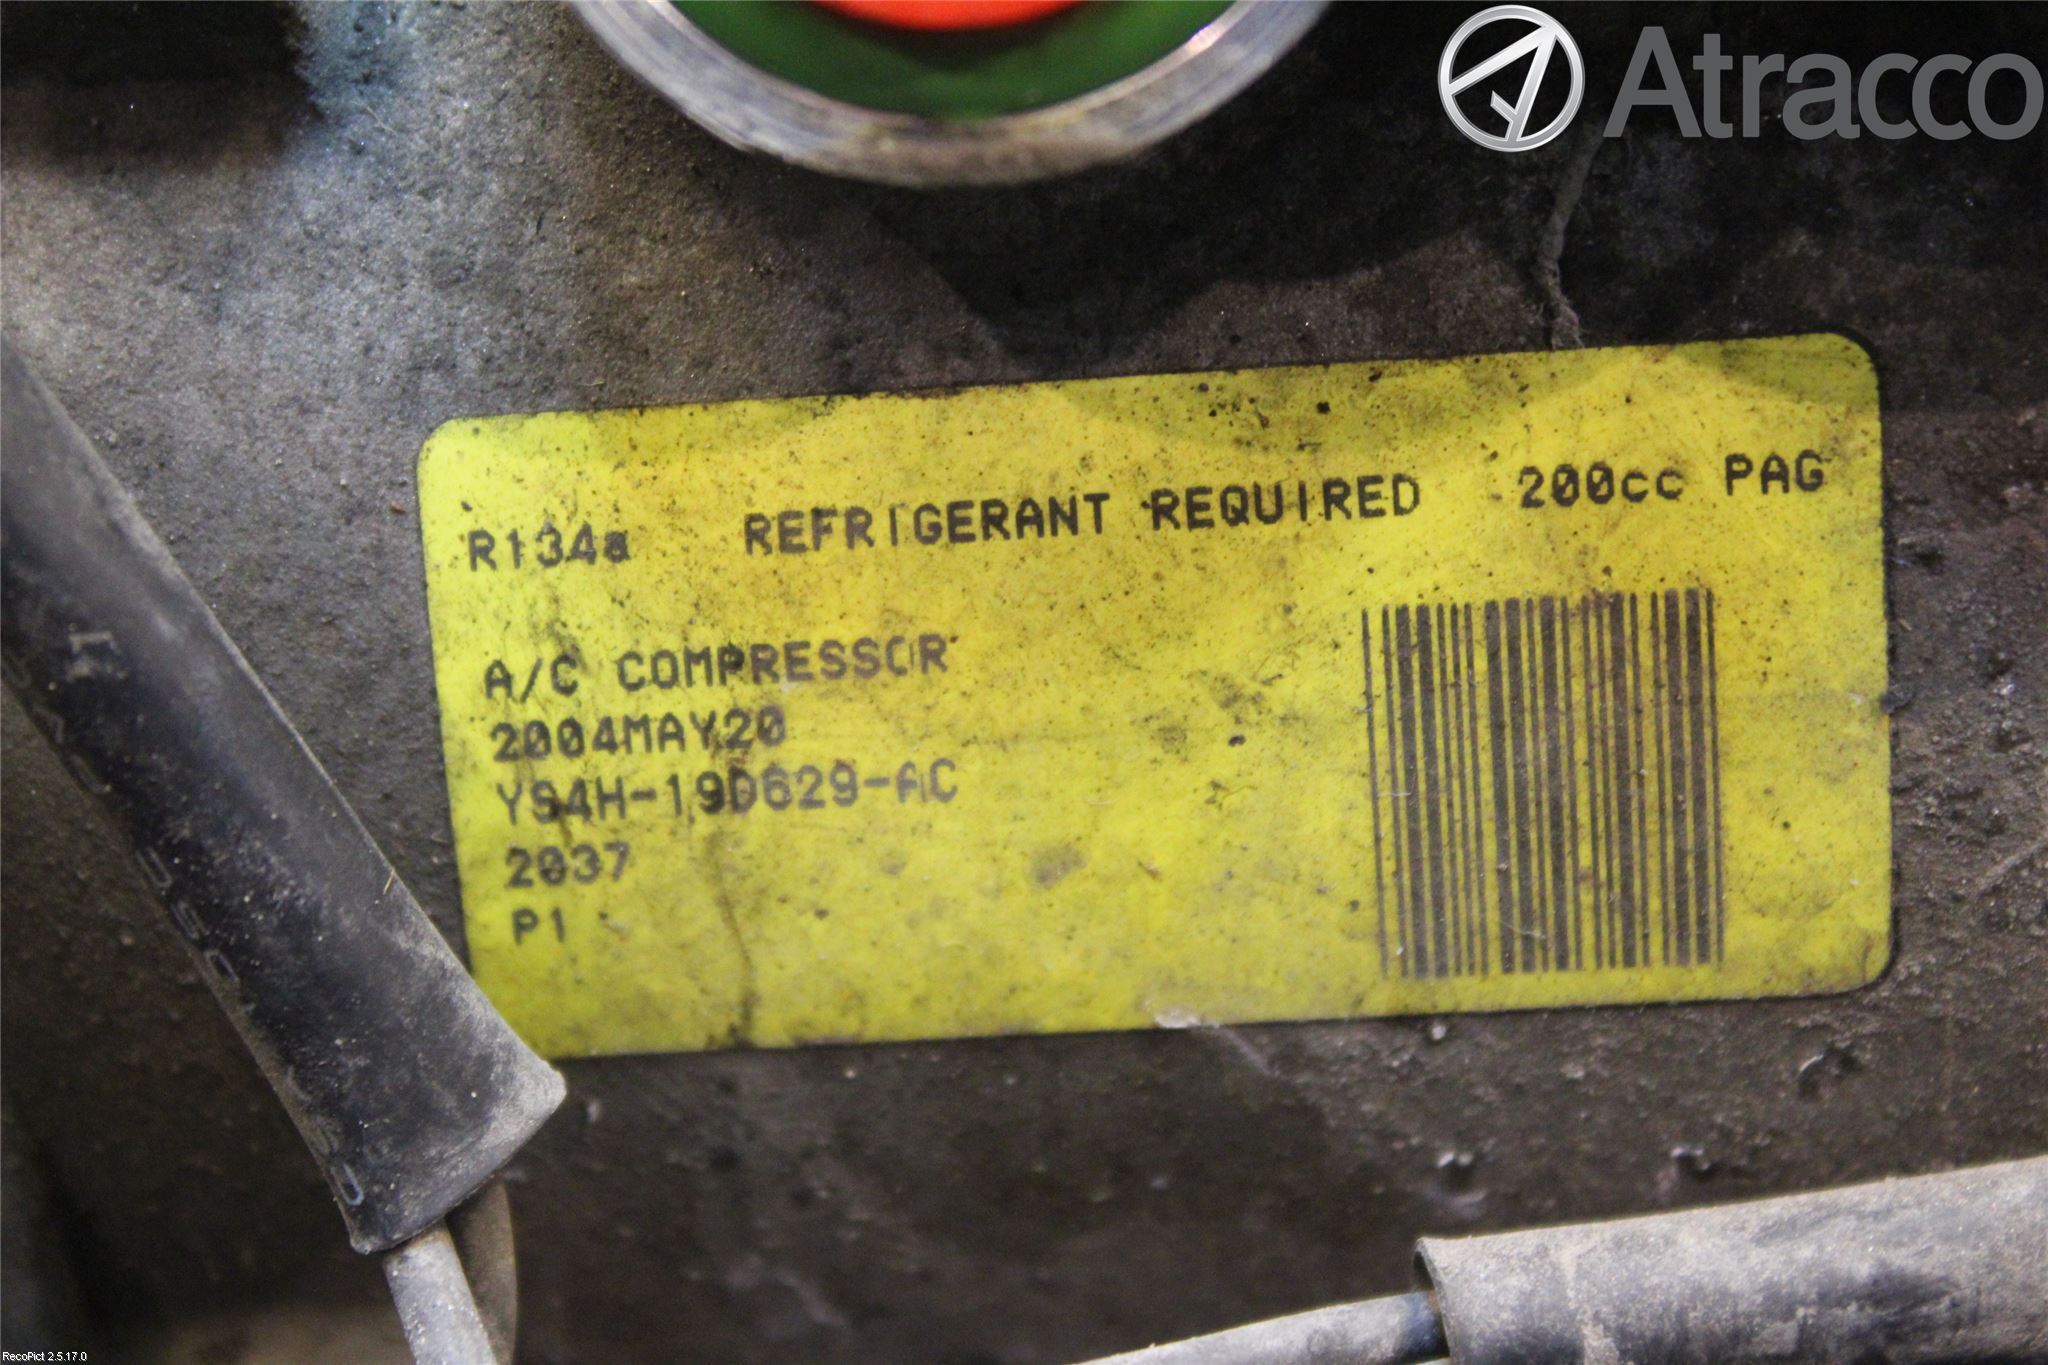 Atracco
R134a REFRIGERANT REQUIRED 200cc PAG
A/C COMPRESSOR
2004MAY20
YS4H-19D629-AC
2037
P1
RecoPict 2.5.17.0